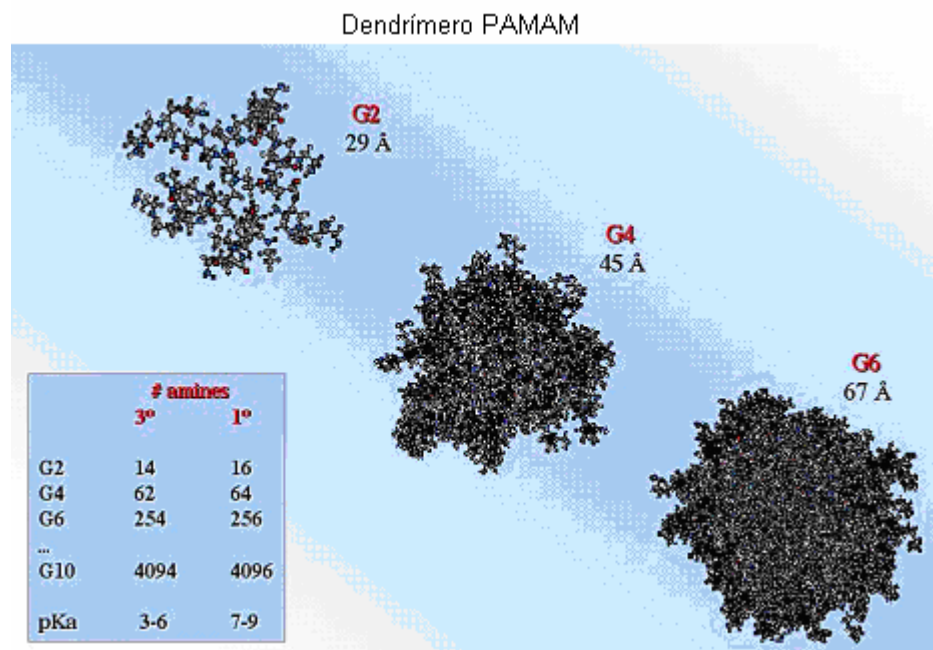 Dendrímero PAMAM
G2
29 Å
G4
45 Å
G6
67 Å
# amines
3º 1º
G2 14 16
G4 62 64
G6 254 256
...
G10 4094 4096
pKa 3-6 7-9